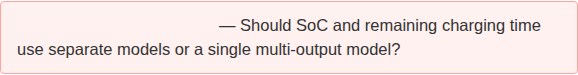 — Should SoC and remaining charging time
use separate models or a single multi-output model?